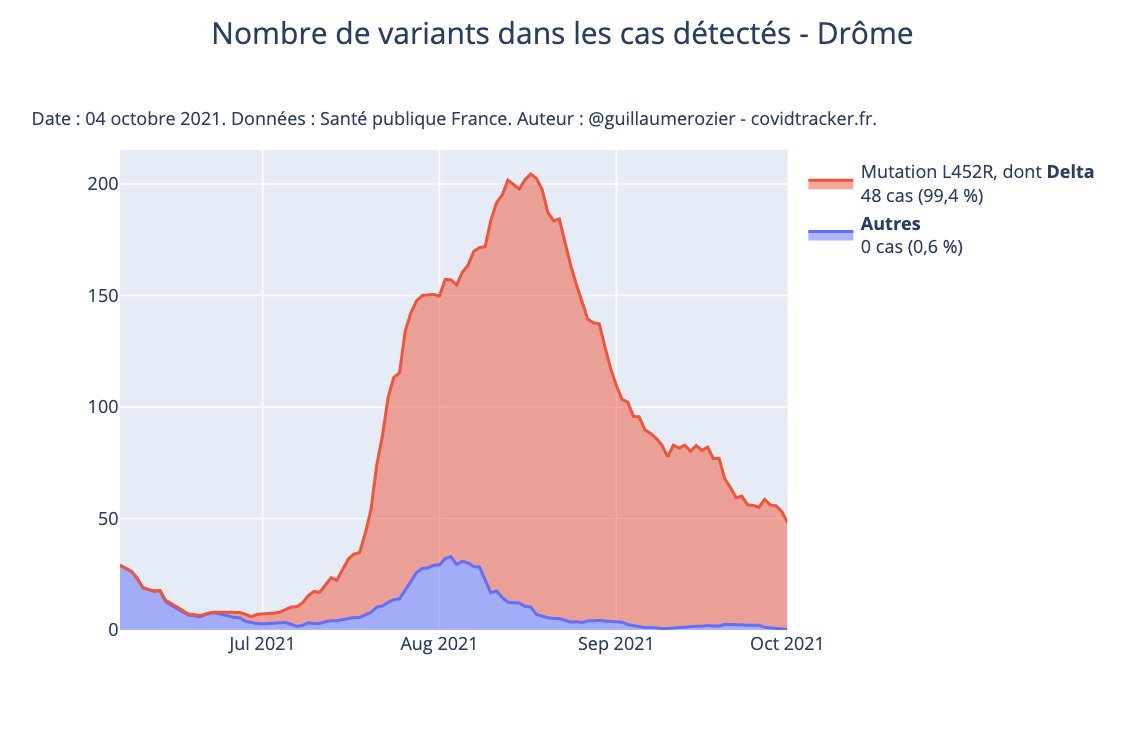 Nombre de variants dans les cas détectés - Drôme
Date : 04 octobre 2021. Données : Santé publique France. Auteur : @guillaumerozier - covidtracker.fr.
Mutation L452R, dont Delta
48 cas (99,4 %)
Autres
0 cas (0,6 %)
200
150
100
50
0
Jul 2021
Aug 2021
Sep 2021
Oct 2021